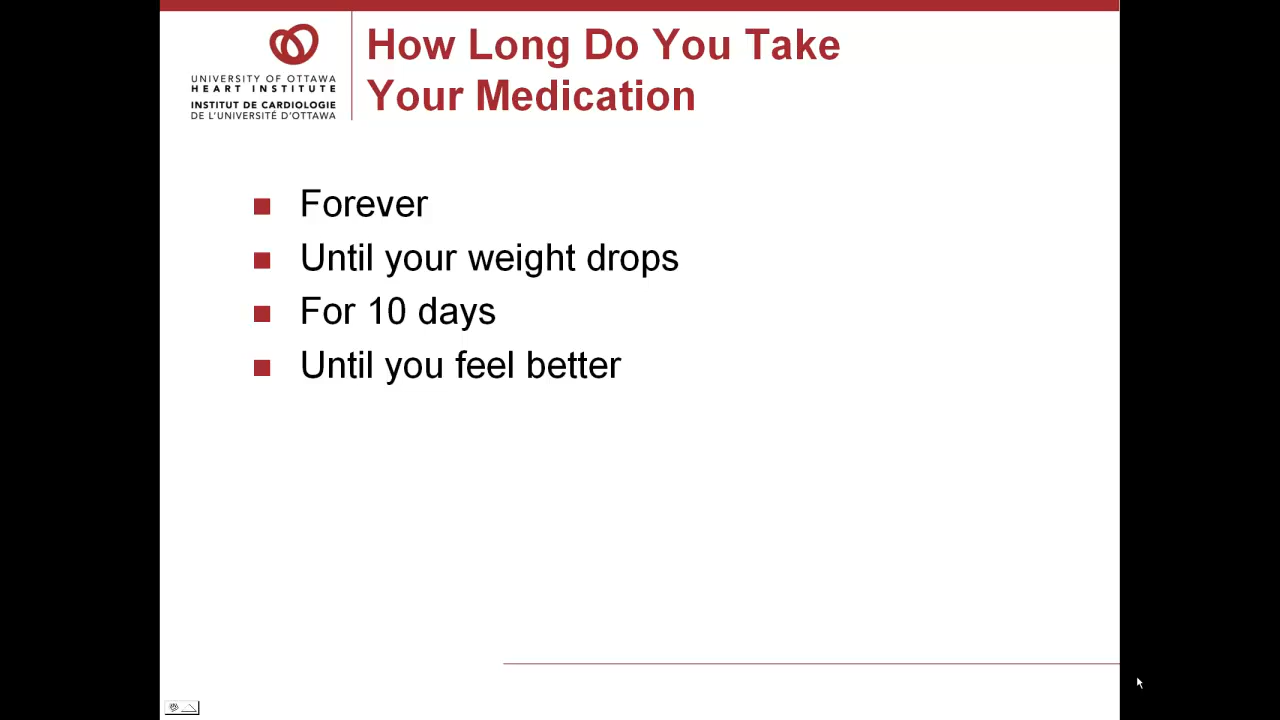 How Long Do You Take
Your Medication
UNIVERSITY OF OTTAWA
HEART INSTITUTE
INSTITUT DE CARDIOLOGIE
DE L'UNIVERSITÉ D'OTTAWA
Forever
Until your weight drops
For 10 days
Until you feel better